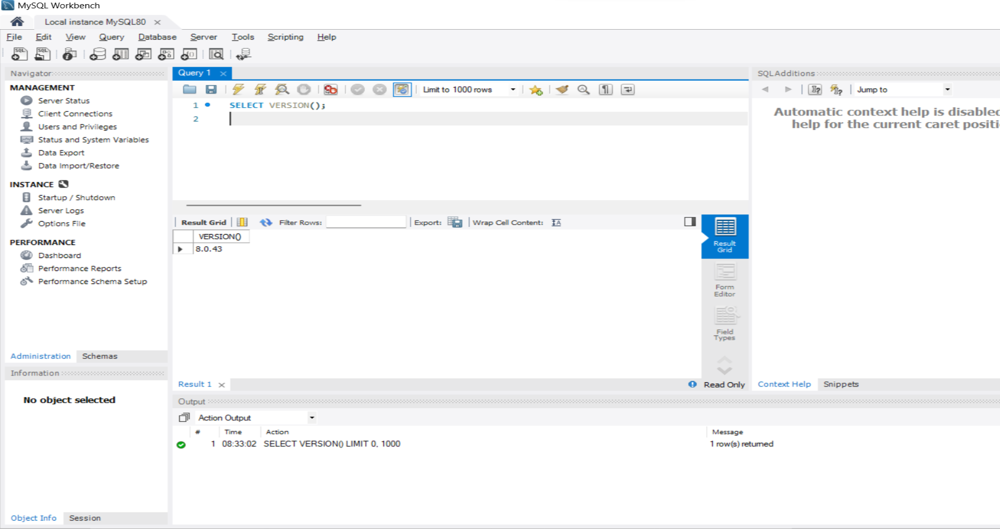 MySQL Workbench
Local instance MySQL80
File Edit View Query Database Server Tools Scripting Help
Navigator
MANAGEMENT
Server Status
Client Connections
Users and Privileges
Status and System Variables
Data Export
Data Import/Restore
INSTANCE
Startup / Shutdown
Server Logs
Options File
PERFORMANCE
Dashboard
Performance Reports
Performance Schema Setup
Administration Schemas
Information
No object selected
Object Info Session
Query 1
Limit to 1000 rows
1 SELECT VERSION();
2
Result Grid Filter Rows: Export: Wrap Cell Content:
VERSION()
8.0.43
Result
Grid
Form
Editor
Field
Types
Result 1 Read Only
SQLAdditions
Jump to
Automatic context help is disabled
help for the current caret positi
Context Help Snippets
Output
Action Output
# Time Action Message
1 08:33:02 SELECT VERSION() LIMIT 0, 1000 1 row(s) returned